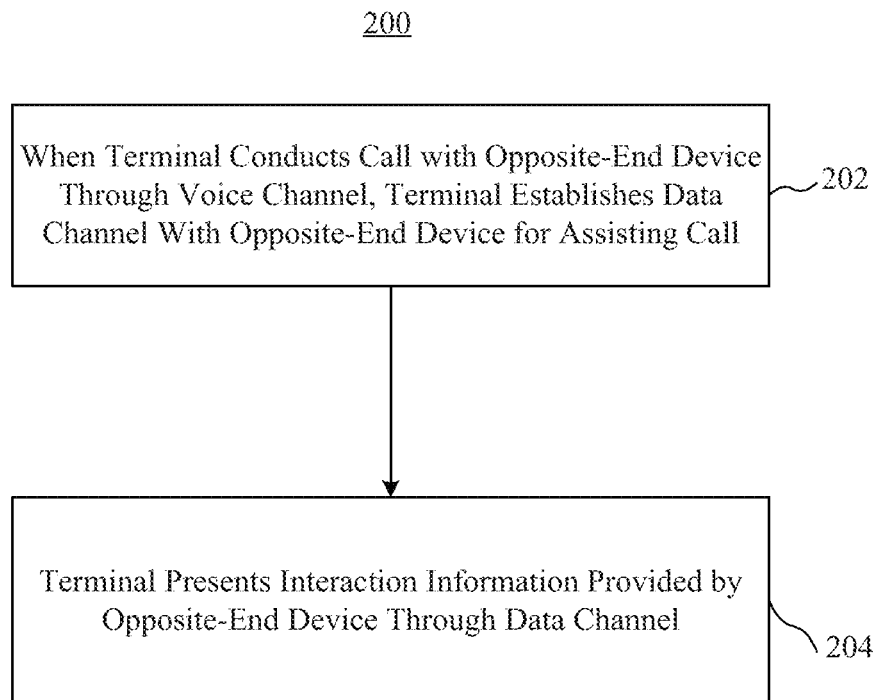 200
When Terminal Conducts Call with Opposite-End Device
Through Voice Channel, Terminal Establishes Data
Channel With Opposite-End Device for Assisting Call
202
Terminal Presents Interaction Information Provided by
Opposite-End Device Through Data Channel
204